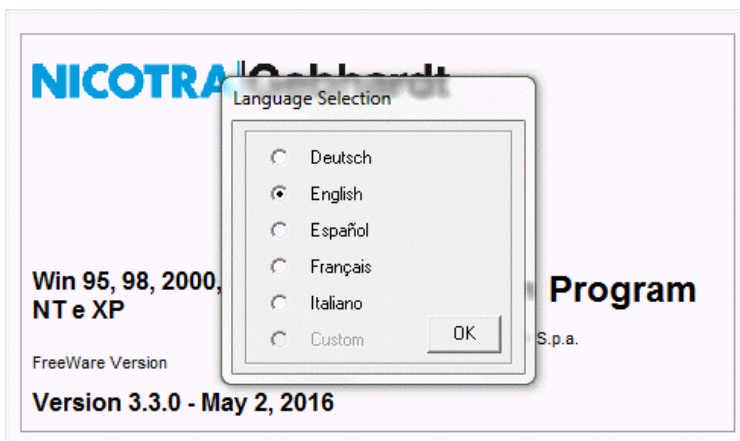 NICOTRA Gebhardt
Language Selection
Deutsch
English
Español
Français
Italiano
Custom
OK
Win 95, 98, 2000,
NT e XP
Program
S.p.a.
FreeWare Version
Version 3.3.0 - May 2, 2016